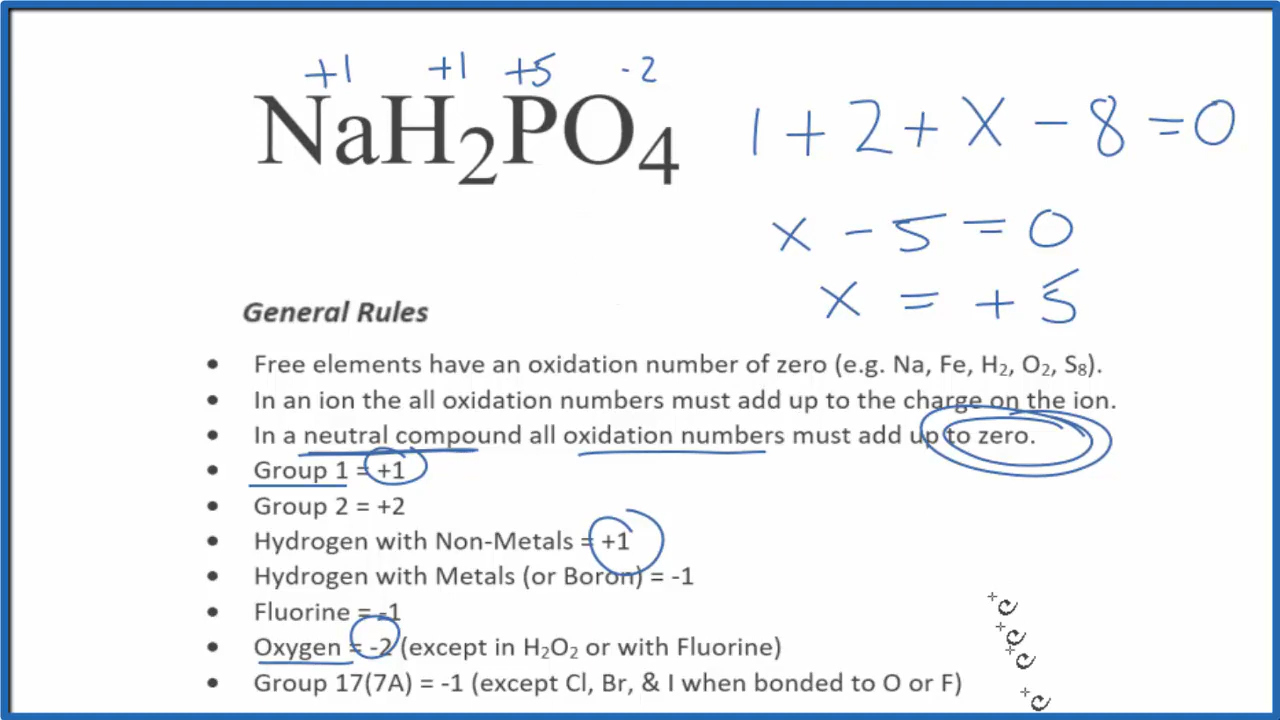 +1 +1 +5 -2
NaH₂PO₄ 1 + 2 + X - 8 = 0
x - 5 = 0
x = + 5
General Rules
• Free elements have an oxidation number of zero (e.g. Na, Fe, H₂, O₂, S₈).
• In an ion the all oxidation numbers must add up to the charge on the ion.
• In a neutral compound all oxidation numbers must add up to zero.
• Group 1 = +1
• Group 2 = +2
• Hydrogen with Non-Metals = +1
• Hydrogen with Metals (or Boron) = -1
• Fluorine = -1
• Oxygen = -2 (except in H₂O₂ or with Fluorine)
• Group 17(7A) = -1 (except Cl, Br, & I when bonded to O or F)